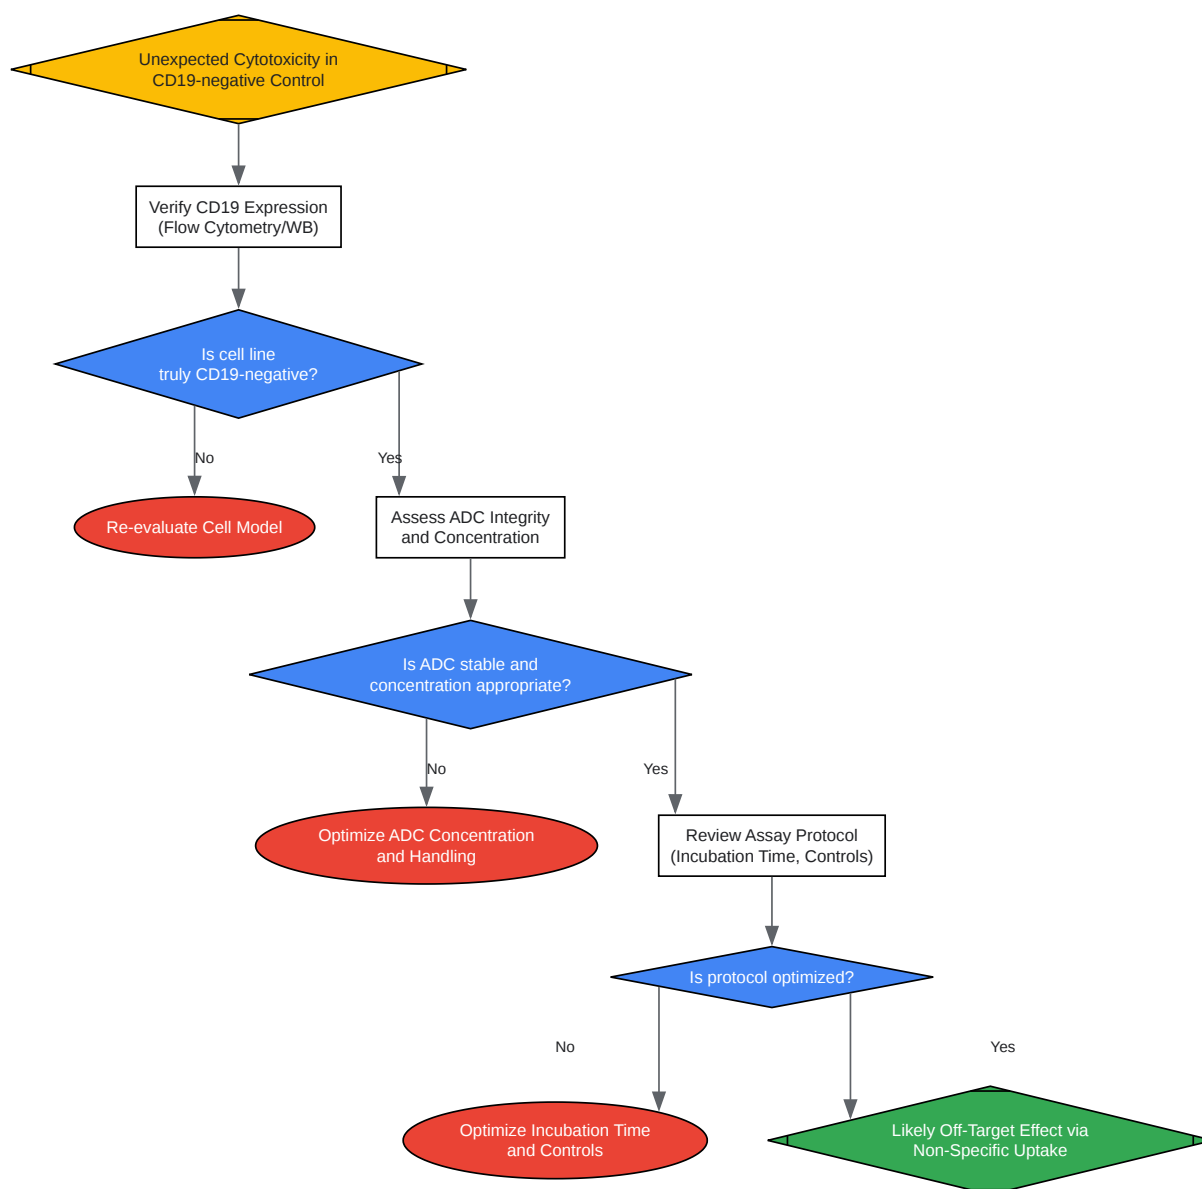 Unexpected Cytotoxicity in
CD19-negative Control
Verify CD19 Expression
(Flow Cytometry/WB)
Is cell line
truly CD19-negative?
No
Yes
Re-evaluate Cell Model
Assess ADC Integrity
and Concentration
Is ADC stable and
concentration appropriate?
No
Yes
Optimize ADC Concentration
and Handling
Review Assay Protocol
(Incubation Time, Controls)
Is protocol optimized?
No
Yes
Optimize Incubation Time
and Controls
Likely Off-Target Effect via
Non-Specific Uptake